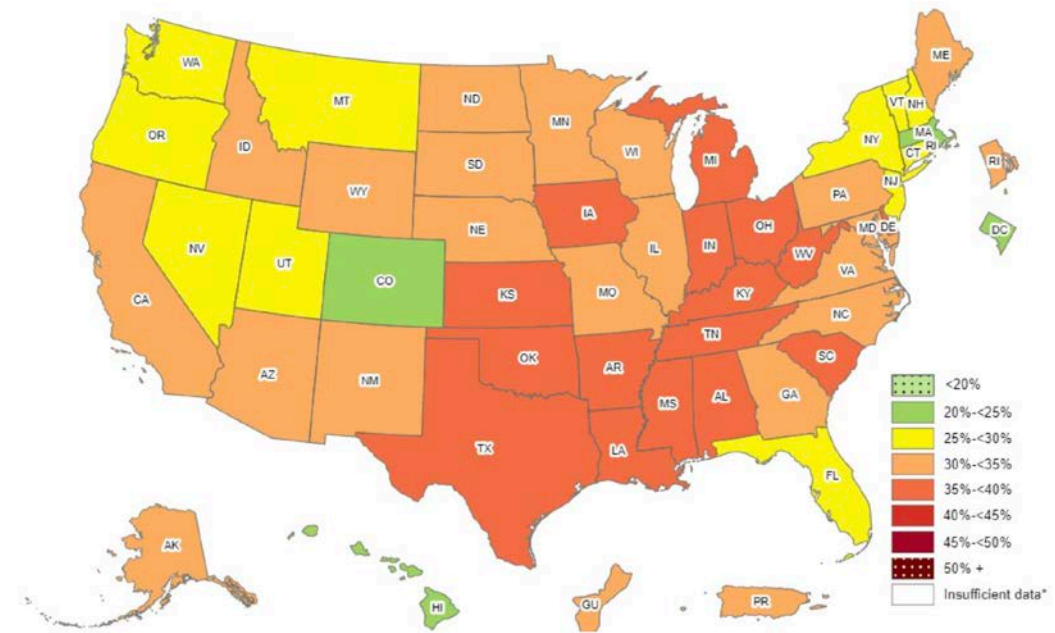 WA
MT
ND
MN
ME
VT
NH
OR
ID
SD
WI
MI
NY
MA
RI
CT
WY
IA
PA
NJ
RI
NE
OH
NV
UT
IL
IN
MD
DE
DC
CO
WV
CA
KS
MO
KY
VA
NC
TN
AZ
NM
OK
AR
SC
MS
AL
GA
TX
LA
FL
AK
HI
GU
PR
<20%
20%-<25%
25%-<30%
30%-<35%
35%-<40%
40%-<45%
45%-<50%
50% +
Insufficient data*